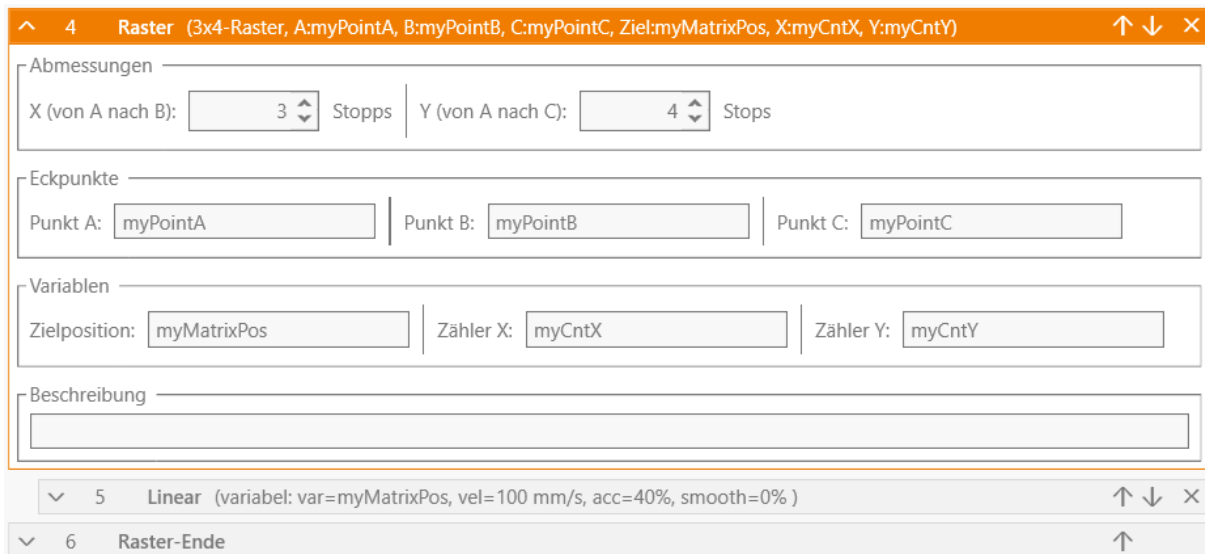 4 Raster (3x4-Raster, A:myPointA, B:myPointB, C:myPointC, Ziel:myMatrixPos, X:myCntX, Y:myCntY)
Abmessungen
X (von A nach B): 3 Stopps Y (von A nach C): 4 Stops
Eckpunkte
Punkt A: myPointA Punkt B: myPointB Punkt C: myPointC
Variablen
Zielposition: myMatrixPos Zähler X: myCntX Zähler Y: myCntY
Beschreibung
5 Linear (variabel: var=myMatrixPos, vel=100 mm/s, acc=40%, smooth=0% )
6 Raster-Ende